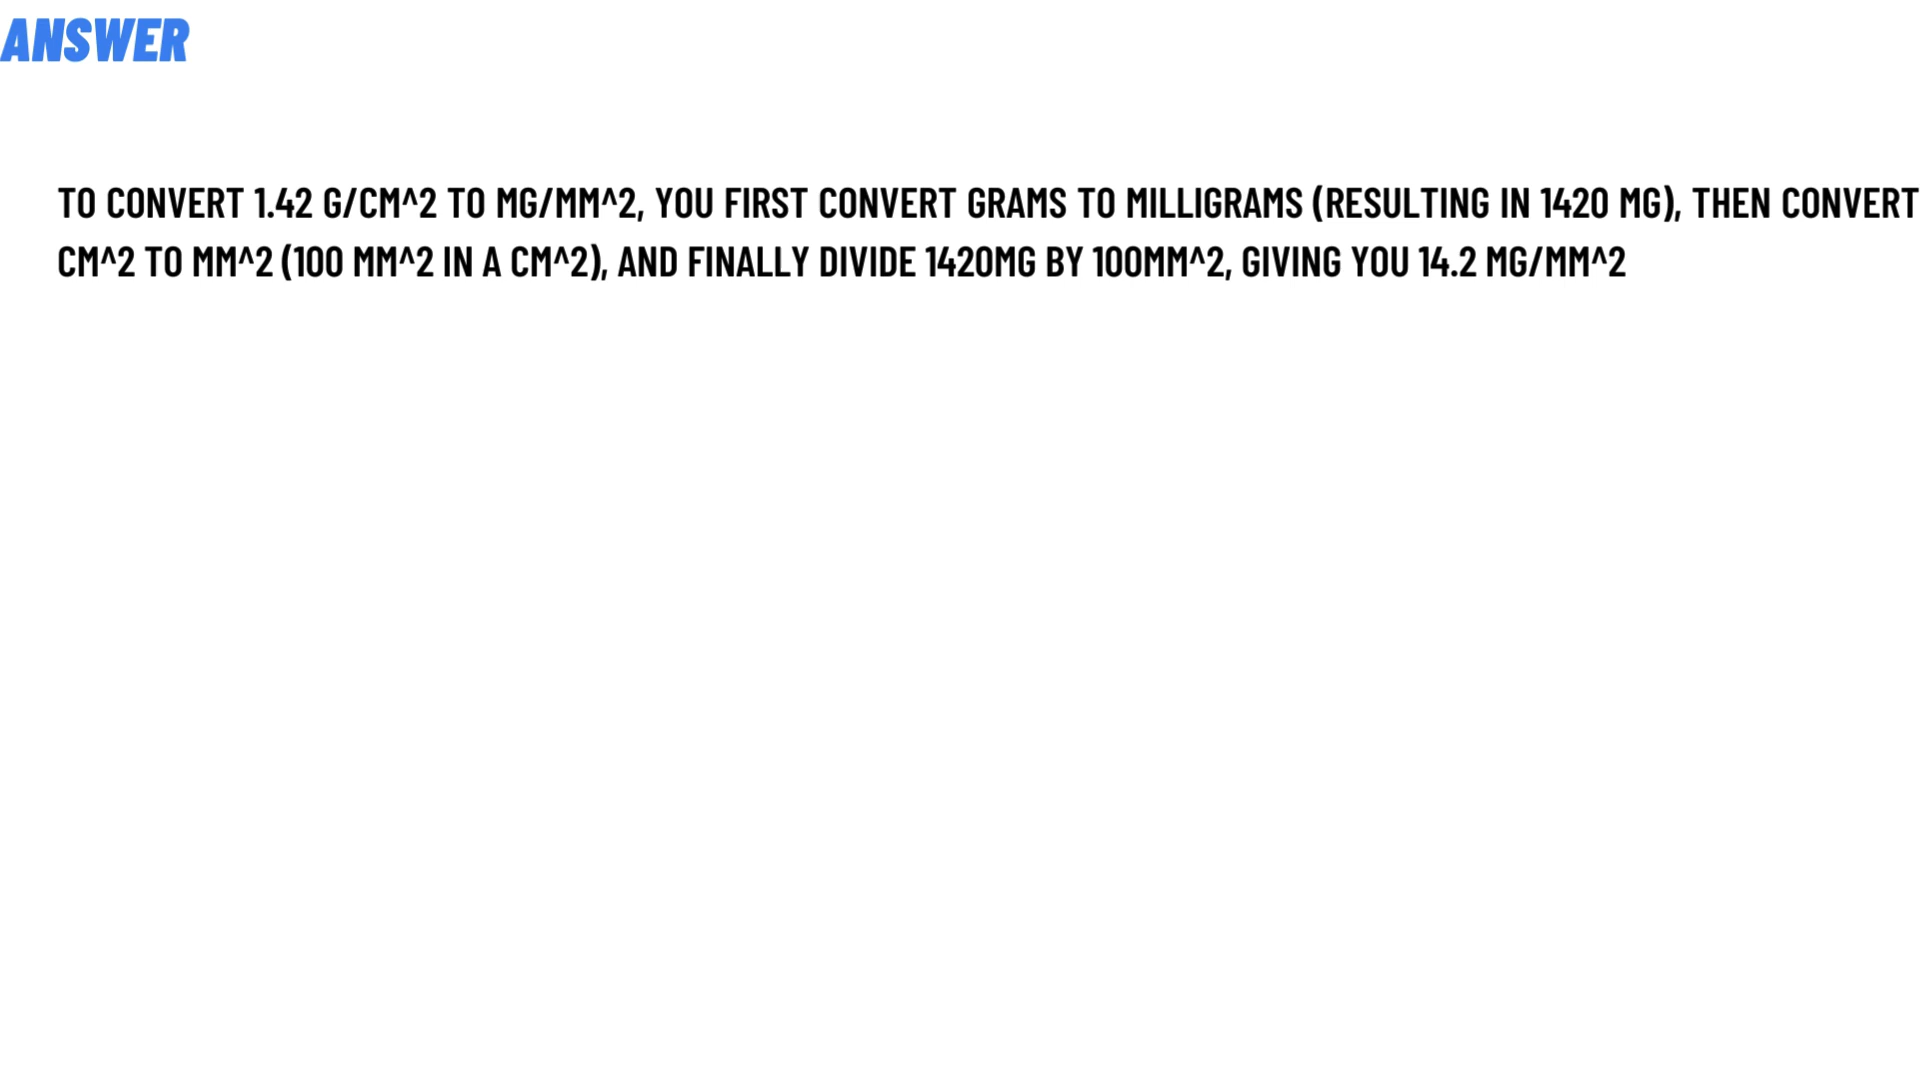 ANSWER
TO CONVERT 1.42 G/CM^2 TO MG/MM^2, YOU FIRST CONVERT GRAMS TO MILLIGRAMS (RESULTING IN 1420 MG), THEN CONVERT
CM^2 TO MM^2 (100 MM^2 IN A CM^2), AND FINALLY DIVIDE 1420MG BY 100MM^2, GIVING YOU 14.2 MG/MM^2